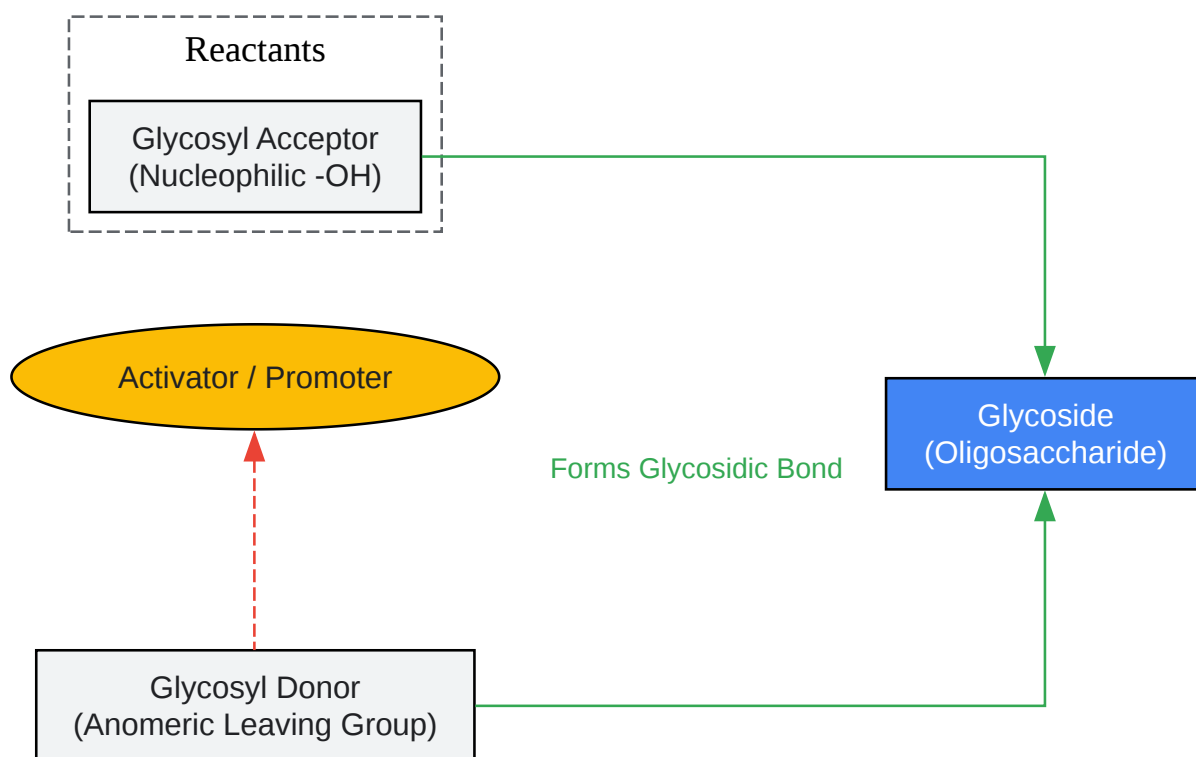 Reactants
Glycosyl Acceptor
(Nucleophilic -OH)
Activator / Promoter
Glycoside
(Oligosaccharide)
Forms Glycosidic Bond
Glycosyl Donor
(Anomeric Leaving Group)